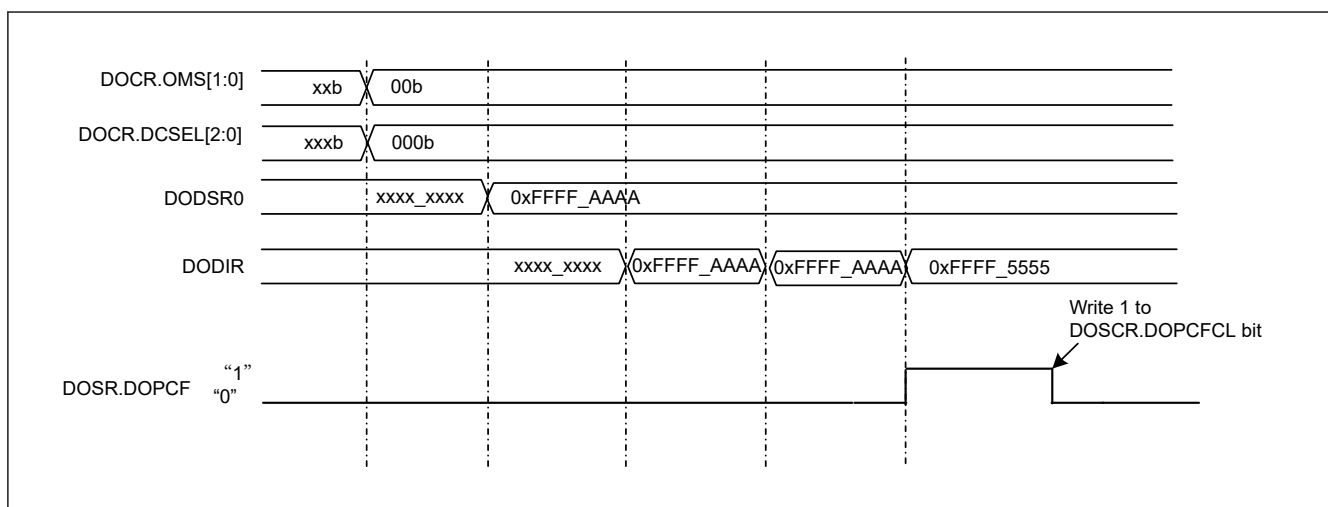 DOCR.OMS[1:0] xxb 00b
DOCR.DCSEL[2:0] xxxb 000b
DODSR0 xxxx_xxxx 0xFFFF_AAAA
DODIR xxxx_xxxx 0xFFFF_AAAA 0xFFFF_AAAA 0xFFFF_5555
Write 1 to
DOSCR.DOPCFCL bit
“1”
DOSR.DOPCF “0”